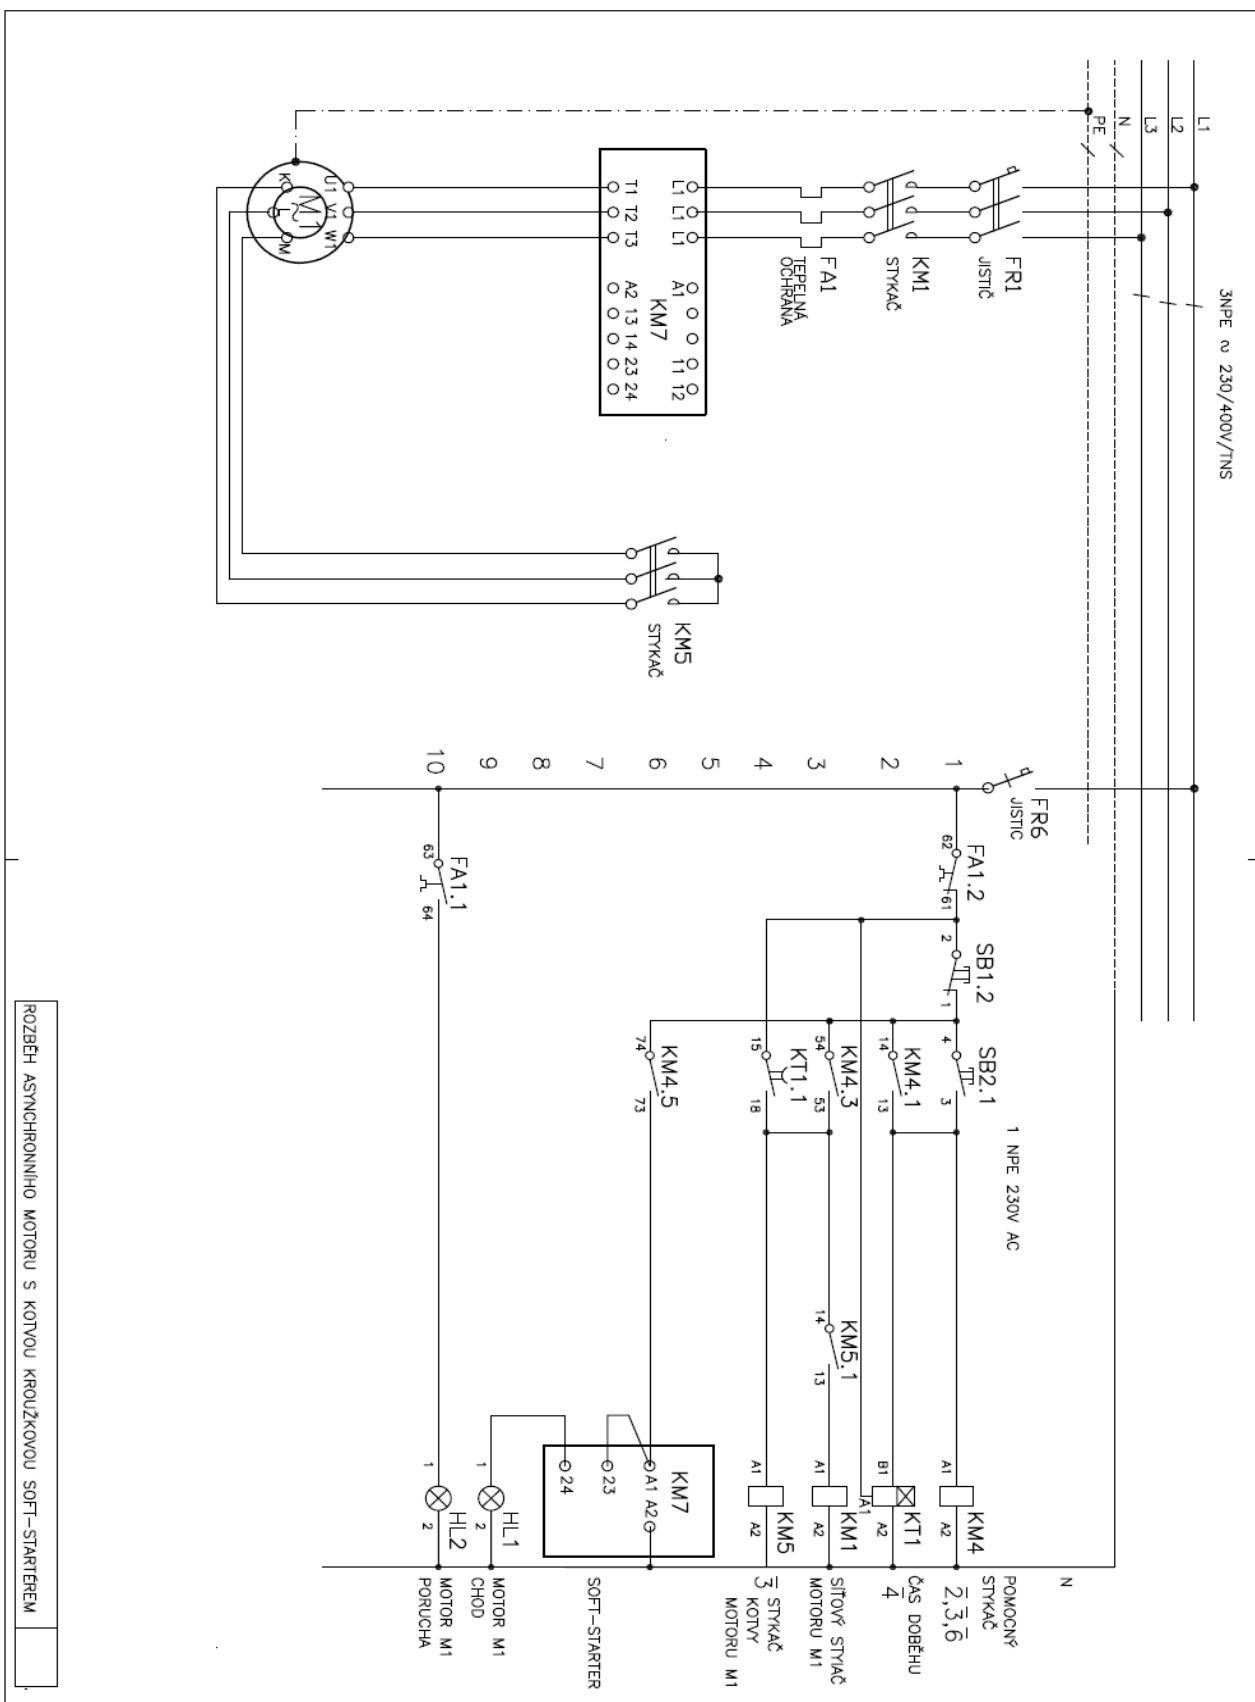 L1
L2
L3
N
PE
3NPE ~ 230/400V/TNS
FR1
JISTIČ
KM1
STYKAČ
FA1
TEPELNÁ
OCHRANA
L1
L1
L1
A1
11
12
KM7
T1
T2
T3
A2
13
14
23
24
U1
V1
W1
M1
~
K
L
M
KM5
STYKAČ
FR6
JISTIC
1
2
3
4
5
6
7
8
9
10
62
FA1.2
61
2
SB1.2
1
4
SB2.1
3
14
KM4.1
13
54
KM4.3
53
15
KT1.1
18
74
KM4.5
73
63
FA1.1
64
1 NPE 230V AC
14
KM5.1
13
A1
KM4
A2
B1
KT1
A1
A2
A1
KM1
A2
A1
KM5
A2
KM7
A1 A2
23
24
1
HL1
2
1
HL2
2
N
POMOCNÝ
STYKAČ
2,3,6
ČAS DOBĚHU
4
SÍŤOVÝ STYIAČ
MOTORU M1
3
STYKAČ
KOTVY
MOTORU M1
SOFT-STARTER
MOTOR M1
CHOD
MOTOR M1
PORUCHA
ROZBĚH ASYNCHRONNÍHO MOTORU S KOTVOU KROUŽKOVOU SOFT-STARTÉREM